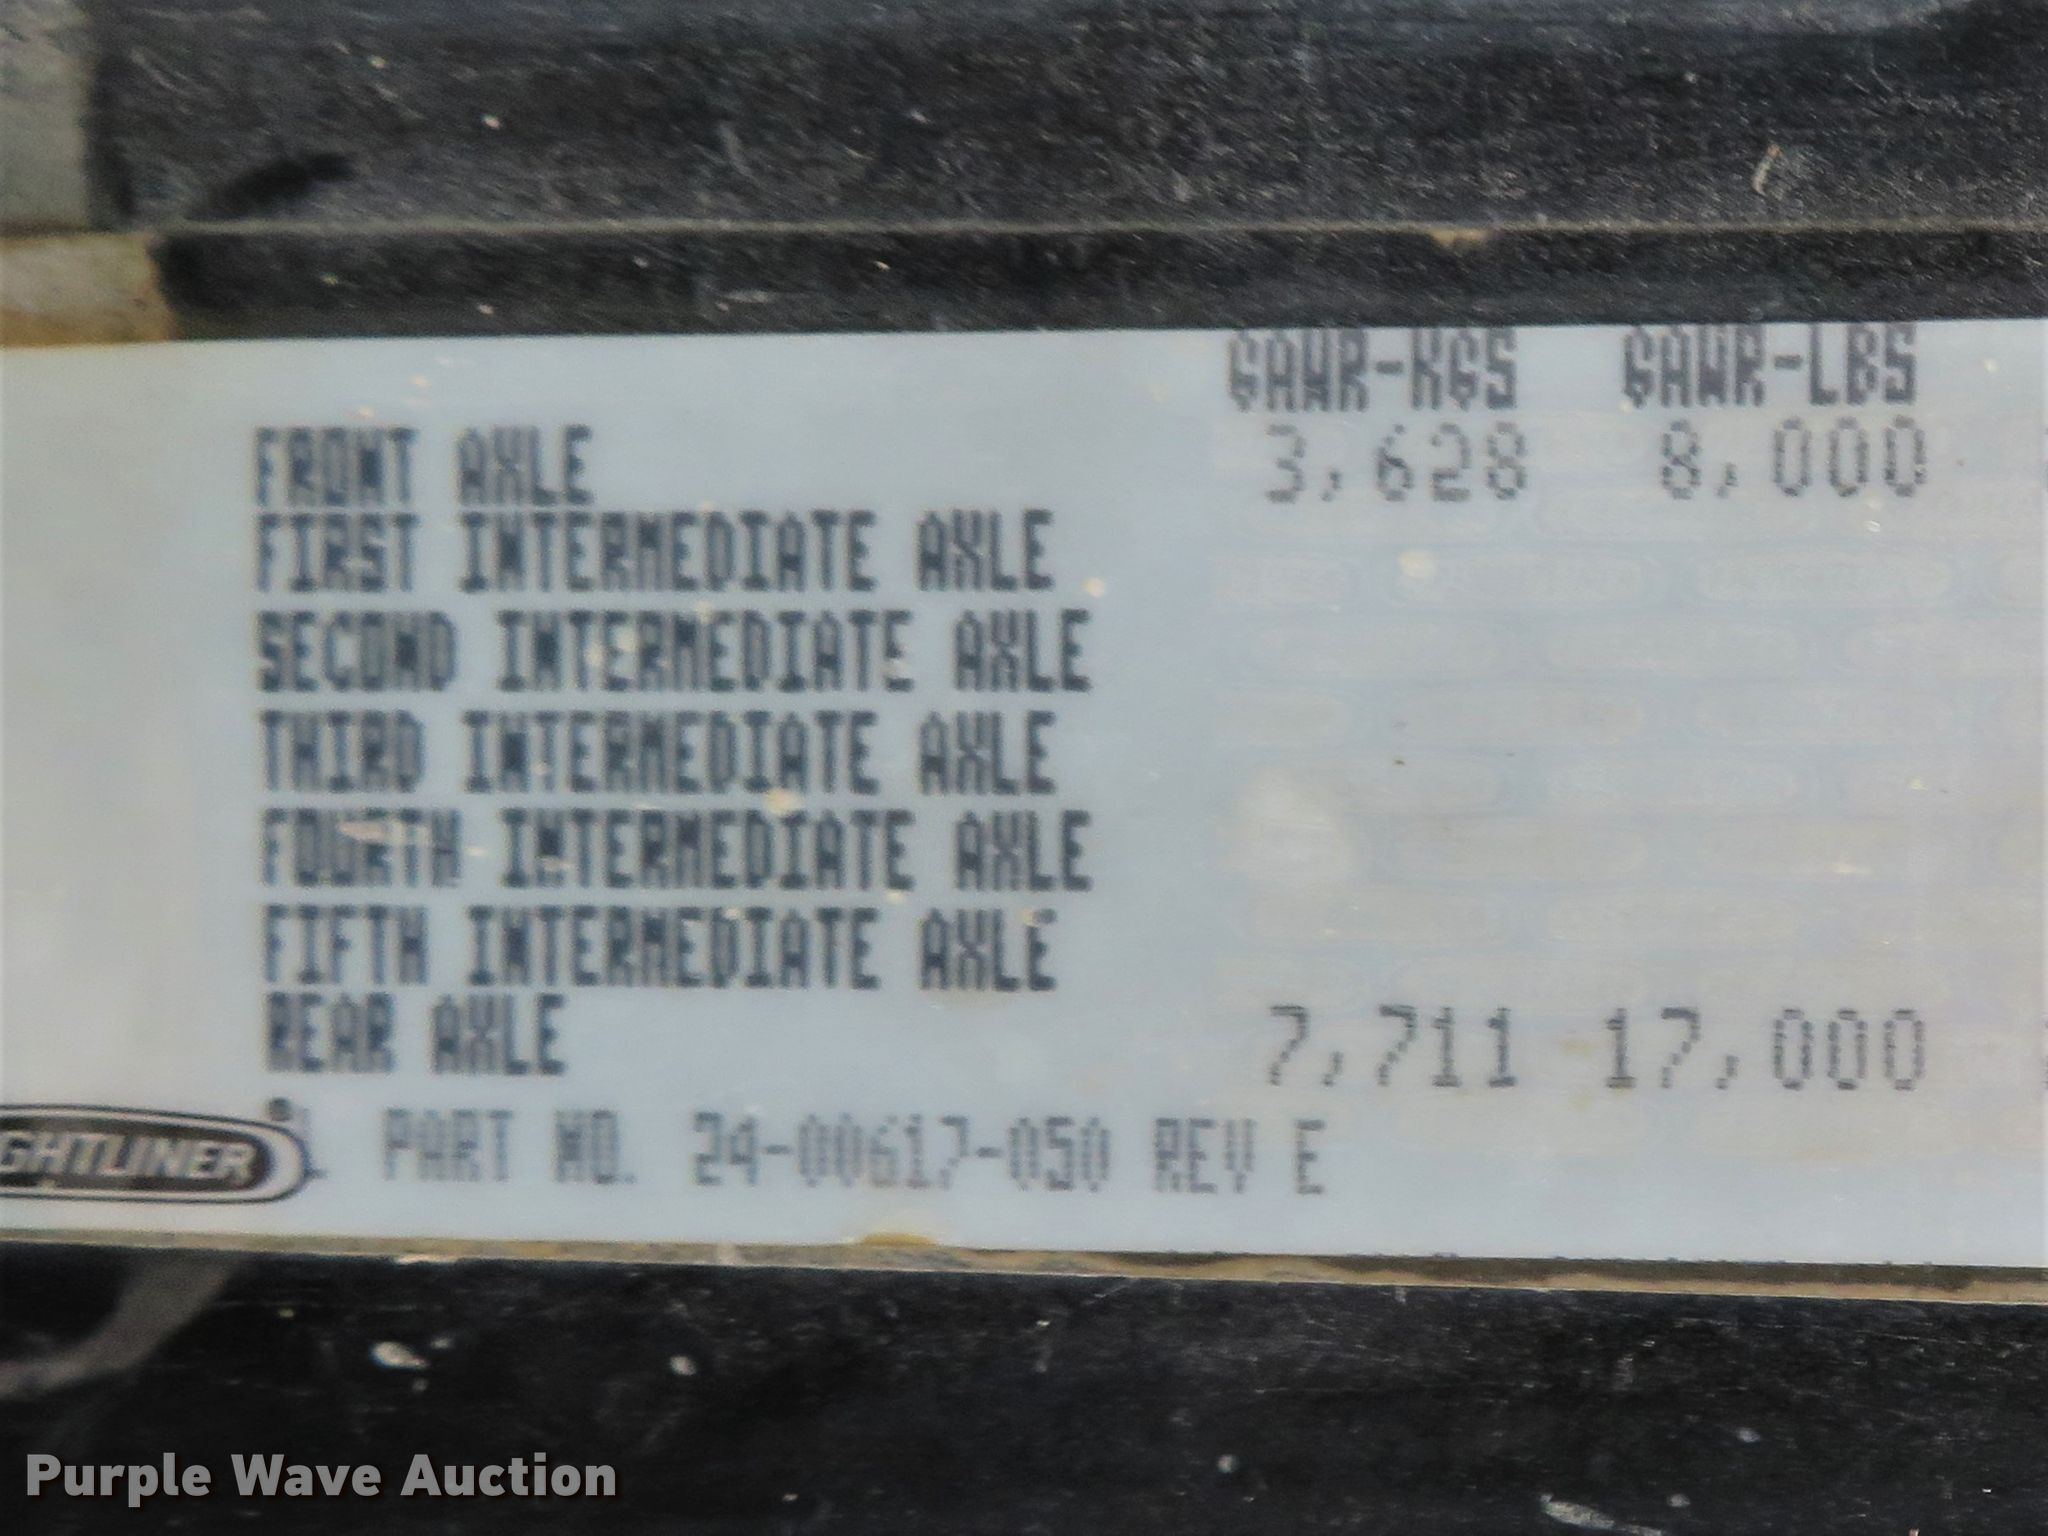 GAWR-KGS GAWR-LBS
FRONT AXLE 3,628 8,000
FIRST INTERMEDIATE AXLE
SECOND INTERMEDIATE AXLE
THIRD INTERMEDIATE AXLE
FOURTH INTERMEDIATE AXLE
FIFTH INTERMEDIATE AXLE
REAR AXLE 7,711 17,000
GHTLINER PART NO. 24-00617-050 REV E
Purple Wave Auction